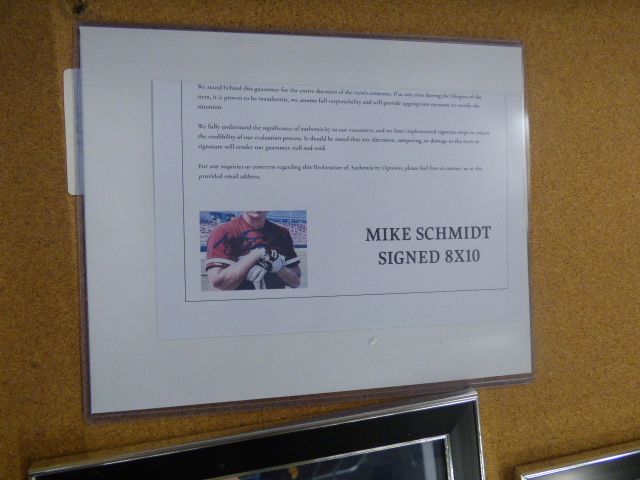 We stand behind this guarantee for the entire duration of the item's existence. If at any time during the lifespan of the
item, it is proven to be inauthentic, we assume full responsibility and will provide appropriate recourse to rectify the
situation.
We fully understand the significance of authenticity to our customers, and we have implemented rigorous steps to ensure
the credibility of our evaluation process. It should be noted that any alteration, tampering, or damage to the item or
signature will render our guarantee null and void.
For any inquiries or concerns regarding this Declaration of Authenticity Opinion, please feel free to contact us at the
provided email address.
MIKE SCHMIDT
SIGNED 8X10